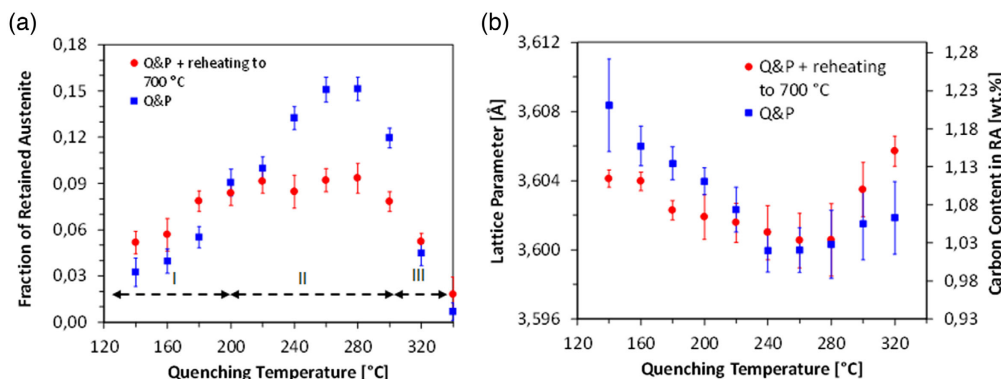 (a)
0,18
0,15
0,12
0,09
0,06
0,03
0,00
Fraction of Retained Austenite
Q&P + reheating to
700 °C
Q&P
I
II
III
120
160
200
240
280
320
Quenching Temperature [°C]
(b)
3,612
3,608
3,604
3,600
3,596
Lattice Parameter [Å]
Q&P + reheating
to 700 °C
Q&P
1,28
1,23
1,18
1,13
1,08
1,03
0,98
0,93
Carbon Content in RA [wt.%]
120
160
200
240
280
320
Quenching Temperature [°C]